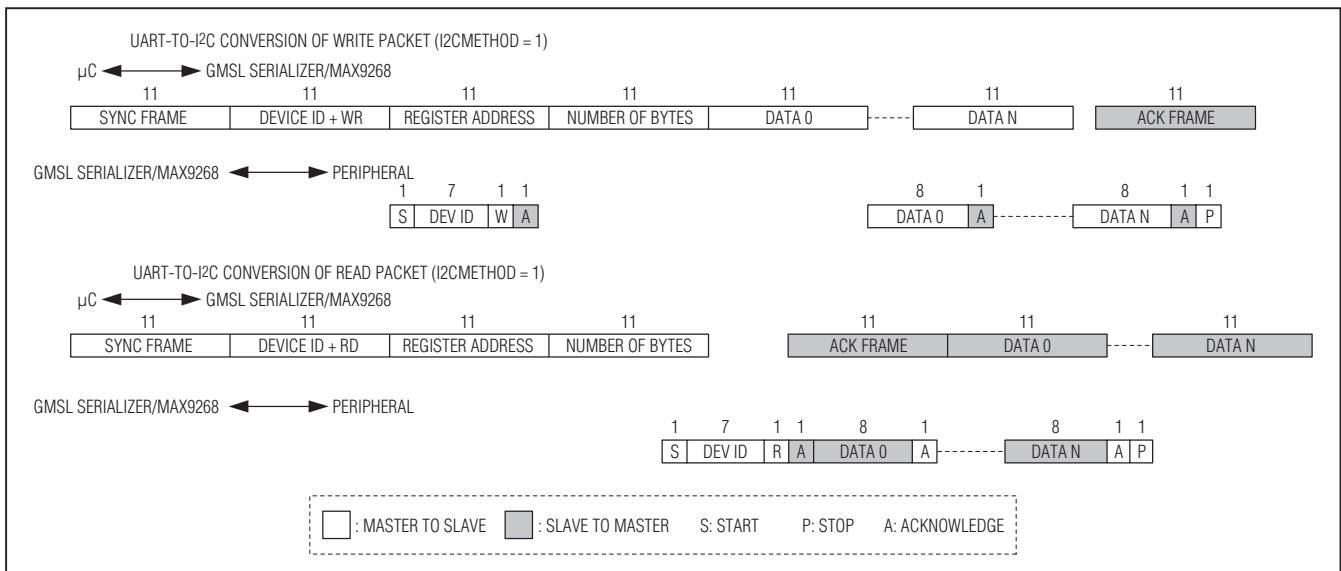 UART-TO-I2C CONVERSION OF WRITE PACKET (I2CMETHOD = 1)
µC GMSL SERIALIZER/MAX9268
11 11 11 11 11 11 11
SYNC FRAME DEVICE ID + WR REGISTER ADDRESS NUMBER OF BYTES DATA 0 DATA N ACK FRAME
GMSL SERIALIZER/MAX9268 PERIPHERAL
1 7 1 1 8 1 8 1 1
S DEV ID W A DATA 0 A DATA N A P
UART-TO-I2C CONVERSION OF READ PACKET (I2CMETHOD = 1)
µC GMSL SERIALIZER/MAX9268
11 11 11 11 11 11 11
SYNC FRAME DEVICE ID + RD REGISTER ADDRESS NUMBER OF BYTES ACK FRAME DATA 0 DATA N
GMSL SERIALIZER/MAX9268 PERIPHERAL
1 7 1 1 8 1 8 1 1
S DEV ID R A DATA 0 A DATA N A P
: MASTER TO SLAVE : SLAVE TO MASTER S: START P: STOP A: ACKNOWLEDGE